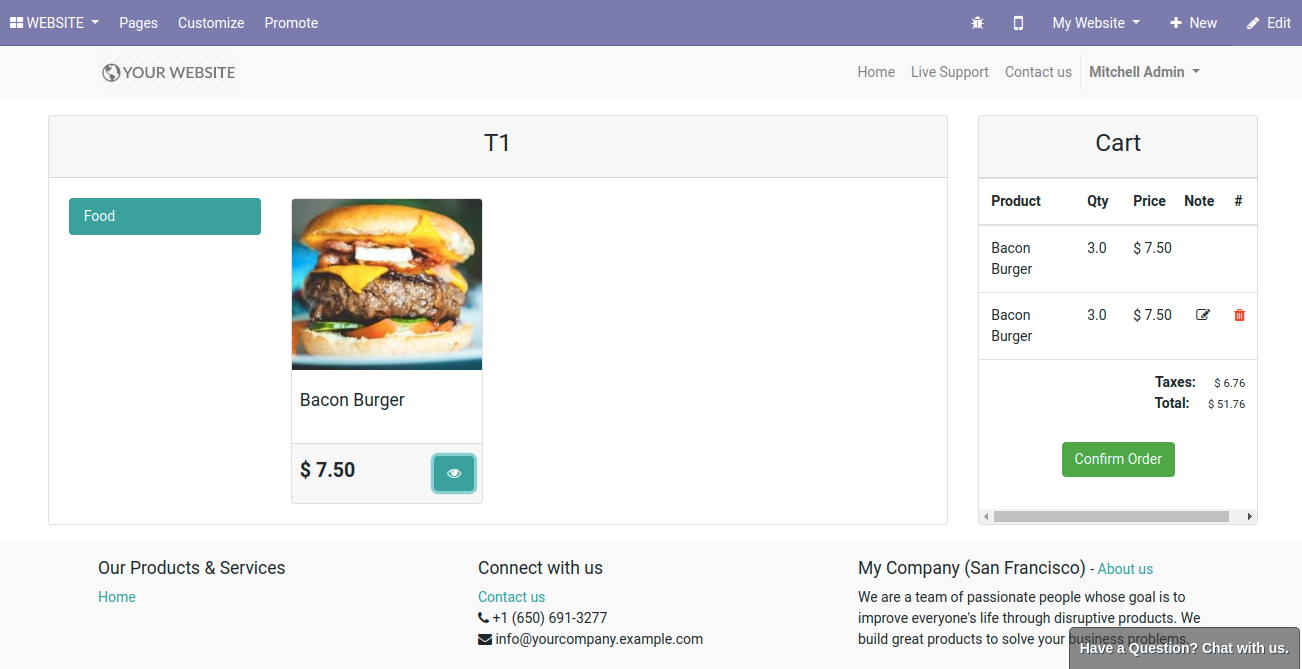 WEBSITE Pages Customize Promote My Website New Edit
YOUR WEBSITE Home Live Support Contact us Mitchell Admin
T1
Food
Bacon Burger
$ 7.50
Cart
Product Qty Price Note #
Bacon Burger 3.0 $ 7.50
Bacon Burger 3.0 $ 7.50
Taxes: $ 6.76
Total: $ 51.76
Confirm Order
Our Products & Services
Home
Connect with us
Contact us
+1 (650) 691-3277
info@yourcompany.example.com
My Company (San Francisco) - About us
We are a team of passionate people whose goal is to
improve everyone's life through disruptive products. We
build great products to solve your business problems.
Have a Question? Chat with us.